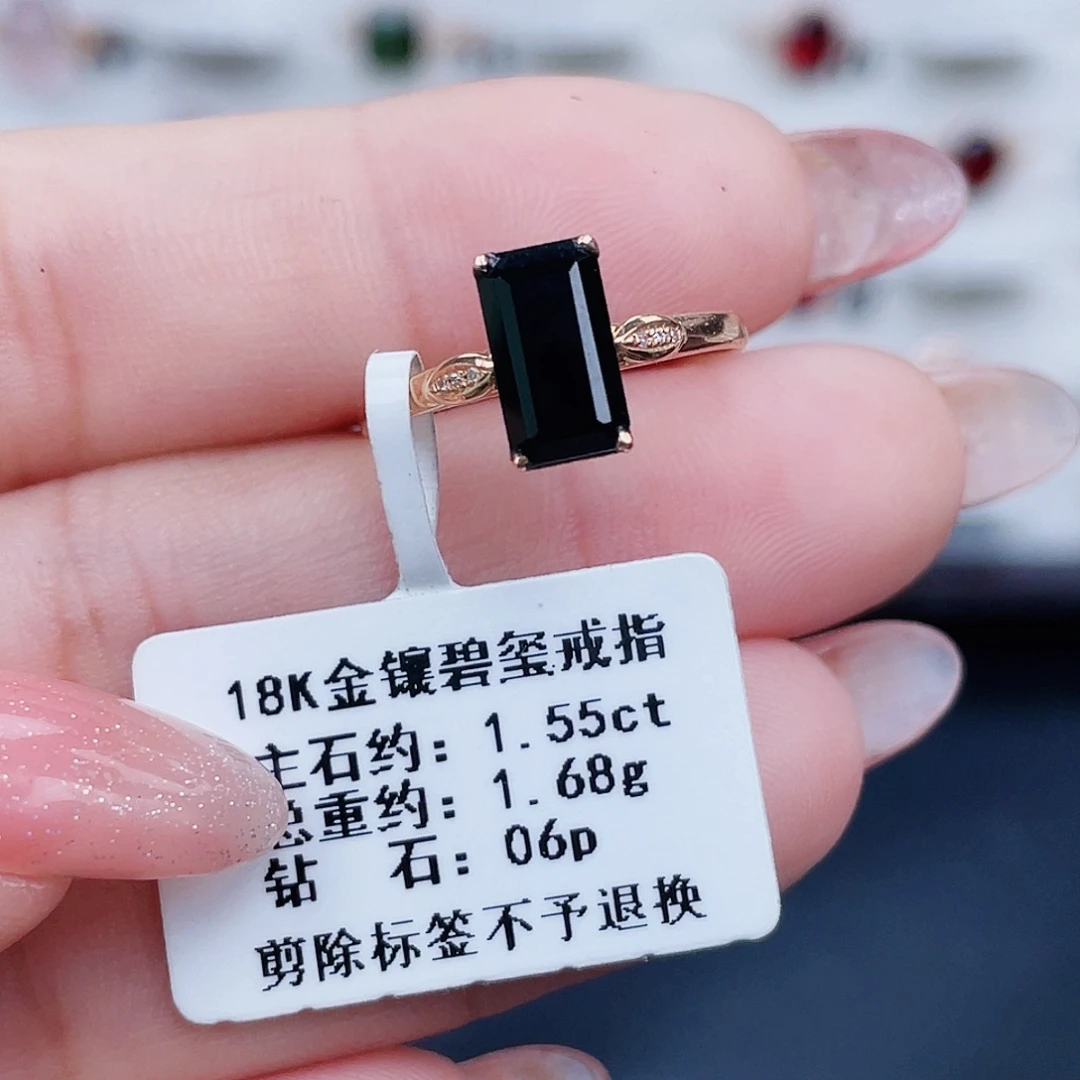 18K金镶碧玺戒指
主石约：1.55ct
总重约：1.68g
钻 石：06p
剪除标签不予退换